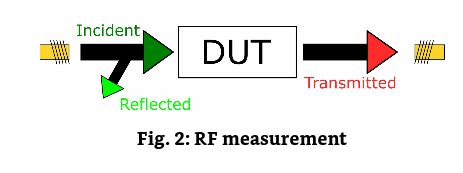 Incident
DUT
Transmitted
Reflected
Fig. 2: RF measurement